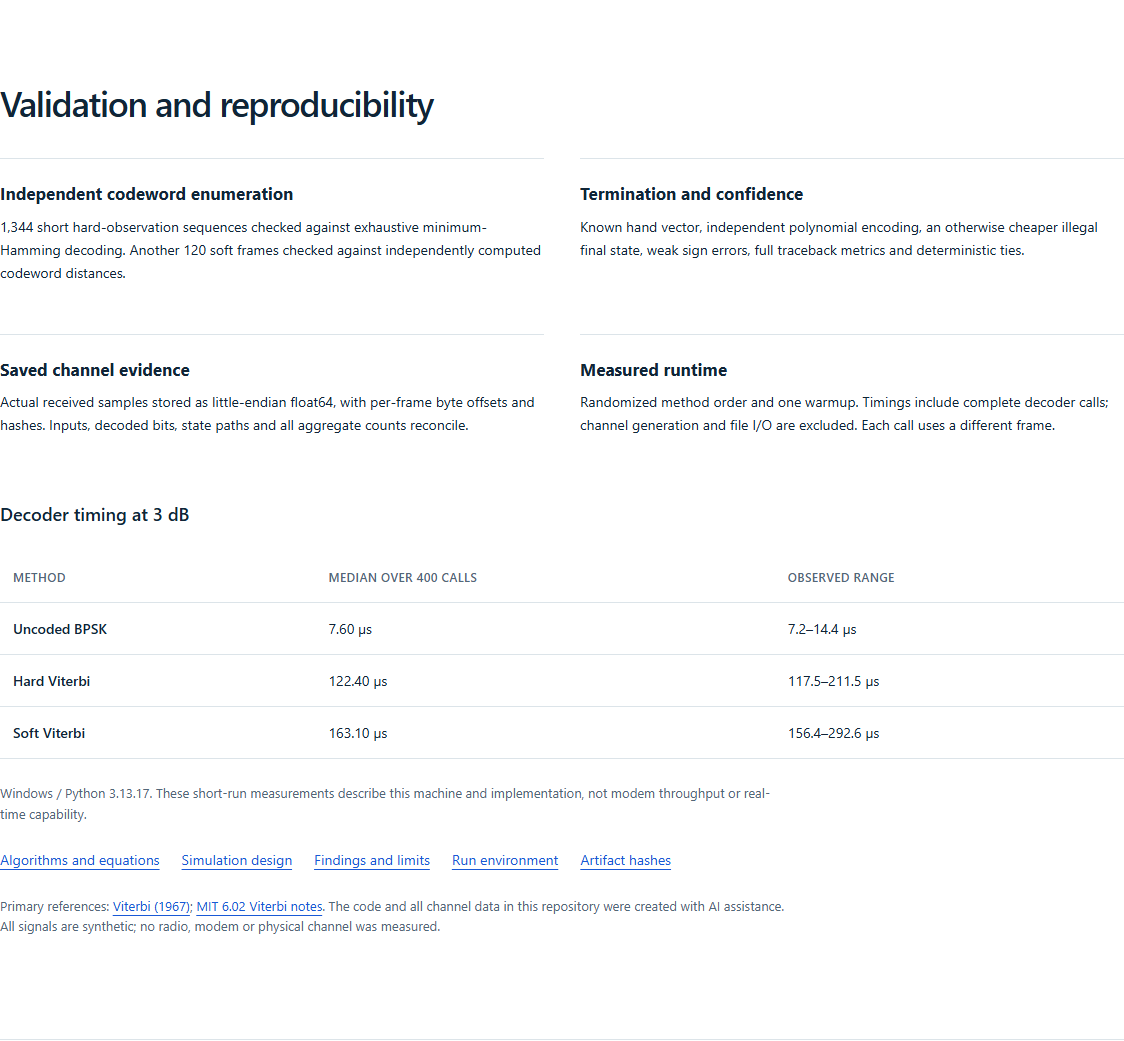 Validation and reproducibility
Independent codeword enumeration
1,344 short hard-observation sequences checked against exhaustive minimum-
Hamming decoding. Another 120 soft frames checked against independently computed
codeword distances.
Termination and confidence
Known hand vector, independent polynomial encoding, an otherwise cheaper illegal
final state, weak sign errors, full traceback metrics and deterministic ties.
Saved channel evidence
Actual received samples stored as little-endian float64, with per-frame byte offsets and
hashes. Inputs, decoded bits, state paths and all aggregate counts reconcile.
Measured runtime
Randomized method order and one warmup. Timings include complete decoder calls;
channel generation and file I/O are excluded. Each call uses a different frame.
Decoder timing at 3 dB
METHOD MEDIAN OVER 400 CALLS OBSERVED RANGE
Uncoded BPSK 7.60 µs 7.2–14.4 µs
Hard Viterbi 122.40 µs 117.5–211.5 µs
Soft Viterbi 163.10 µs 156.4–292.6 µs
Windows / Python 3.13.17. These short-run measurements describe this machine and implementation, not modem throughput or real-
time capability.
Algorithms and equations Simulation design Findings and limits Run environment Artifact hashes
Primary references: Viterbi (1967); MIT 6.02 Viterbi notes. The code and all channel data in this repository were created with AI assistance.
All signals are synthetic; no radio, modem or physical channel was measured.